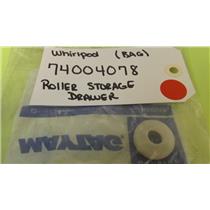 Whirlpool (BAG)
74004078
ROLLER STORAGE
DRAWER
MAYTAG